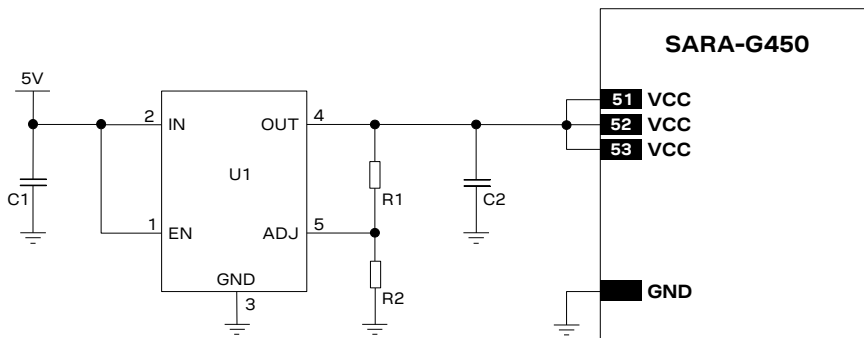 SARA-G450
5V
51 VCC
2 IN OUT 4
52 VCC
53 VCC
U1
C1
R1
C2
1 EN ADJ 5
GND
3
R2
GND